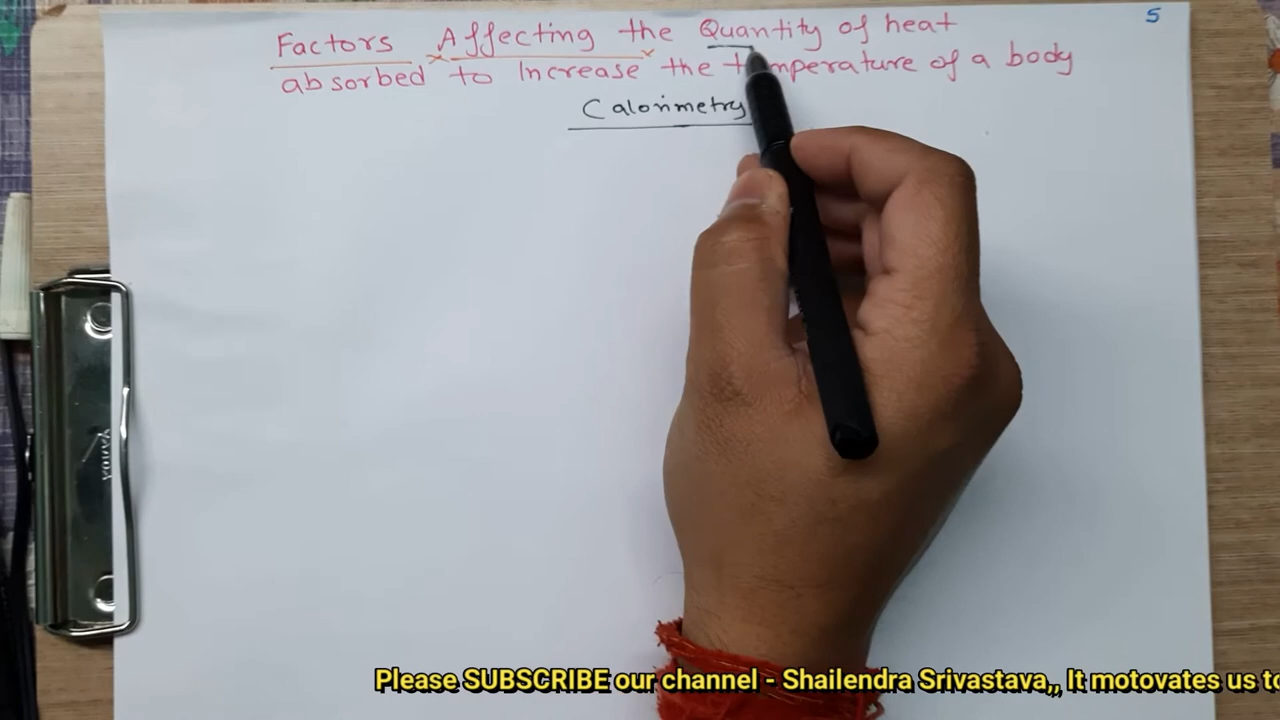 Factors Affecting the Quantity of heat
absorbed to Increase the temperature of a body
Calorimetry
5
Please SUBSCRIBE our channel - Shailendra Srivastava,, It motovates us to